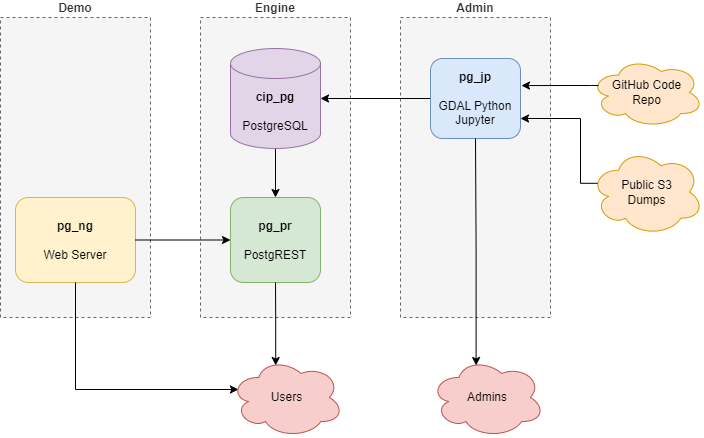 Demo
Engine
Admin
cip_pg
PostgreSQL
pg_jp
GDAL Python
Jupyter
GitHub Code
Repo
Public S3
Dumps
pg_ng
Web Server
pg_pr
PostgREST
Users
Admins